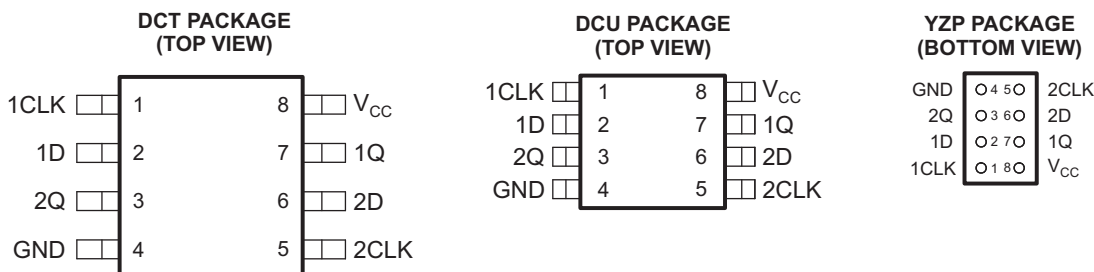 DCT PACKAGE
(TOP VIEW)
1CLK 1 8 VCC
1D 2 7 1Q
2Q 3 6 2D
GND 4 5 2CLK
DCU PACKAGE
(TOP VIEW)
1CLK 1 8 VCC
1D 2 7 1Q
2Q 3 6 2D
GND 4 5 2CLK
YZP PACKAGE
(BOTTOM VIEW)
GND 4 5 2CLK
2Q 3 6 2D
1D 2 7 1Q
1CLK 1 8 VCC